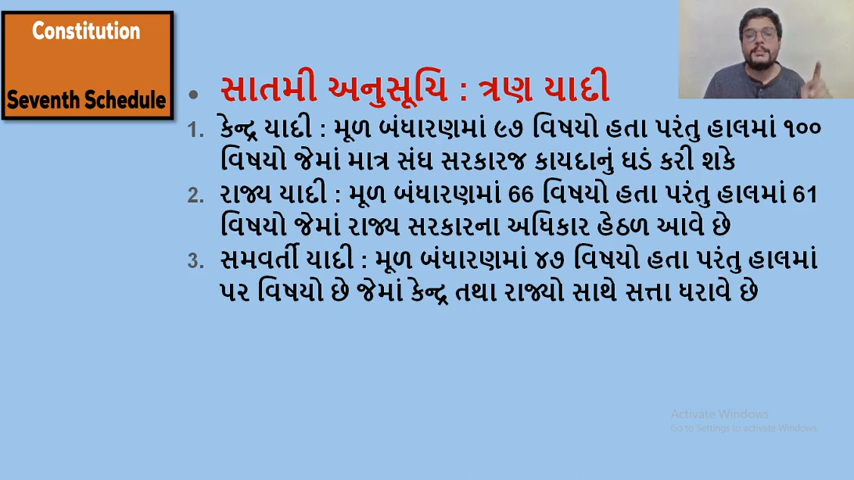 Constitution
Seventh Schedule
• સાતમી અનુસૂચિ : ત્રણ યાદી
1. કેન્દ્ર યાદી : મૂળ બંધારણમાં ૯૭ વિષયો હતા પરંતુ હાલમાં ૧૦૦
વિષયો જેમાં માત્ર સંઘ સરકારજ કાયદાનું ઘડં કરી શકે
2. રાજ્ય યાદી : મૂળ બંધારણમાં 66 વિષયો હતા પરંતુ હાલમાં 61
વિષયો જેમાં રાજ્ય સરકારના અધિકાર હેઠળ આવે છે
3. સમવર્તી યાદી : મૂળ બંધારણમાં ૪૭ વિષયો હતા પરંતુ હાલમાં
૫૨ વિષયો છે જેમાં કેન્દ્ર તથા રાજ્યો સાથે સત્તા ધરાવે છે
Activate Windows
Go to Settings to activate Windows.